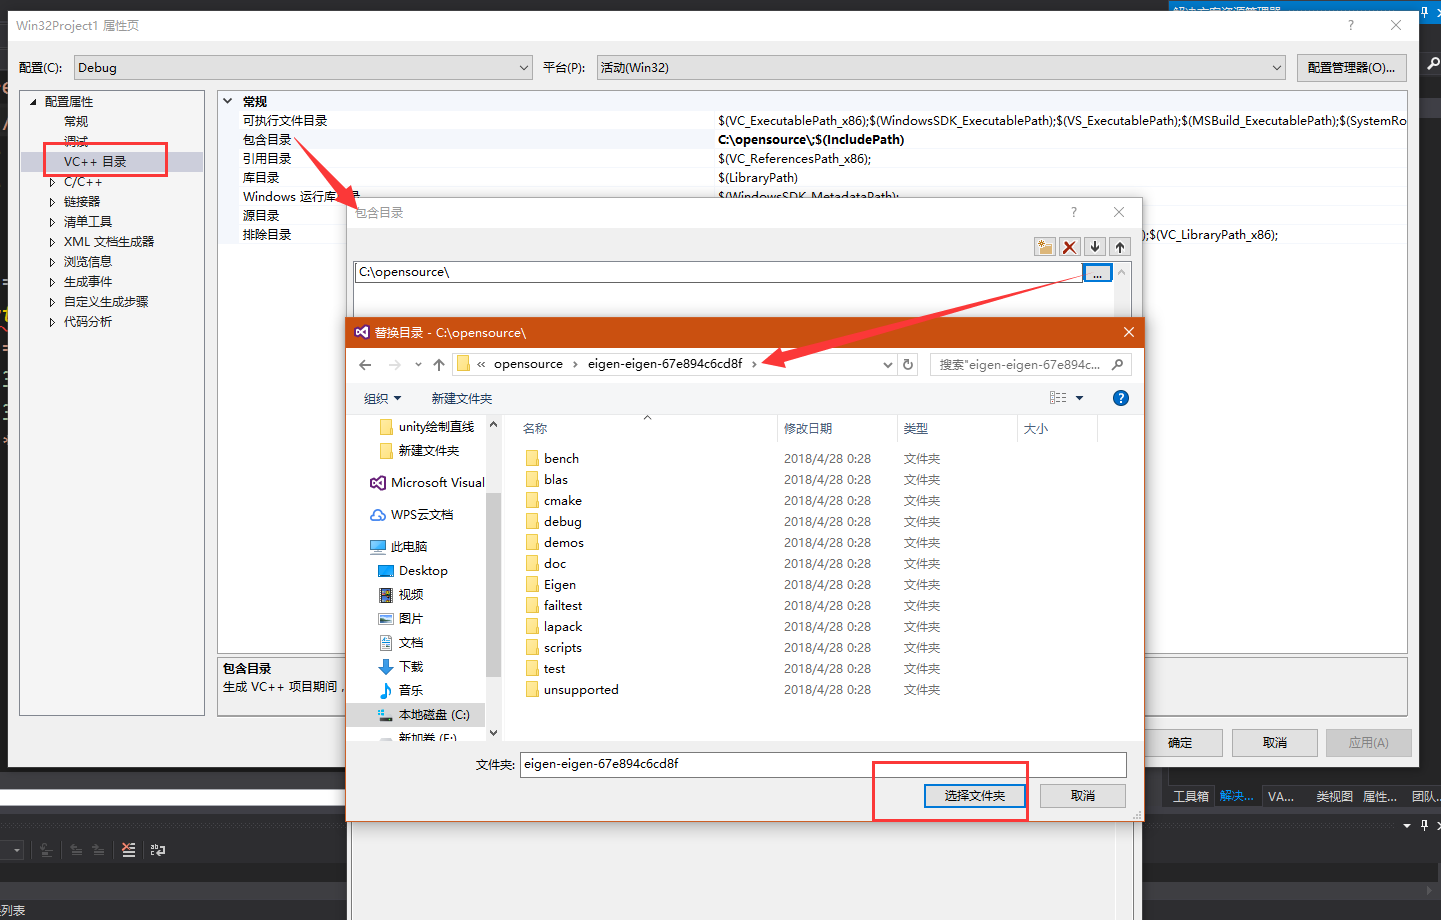 解决方案资源管理器
Win32Project1 属性页
配置(C):
Debug
平台(P):
活动(Win32)
配置管理器(O)...
配置属性
常规
调试
VC++ 目录
C/C++
链接器
清单工具
XML 文档生成器
浏览信息
生成事件
自定义生成步骤
代码分析
常规
可执行文件目录
$(VC_ExecutablePath_x86);$(WindowsSDK_ExecutablePath);$(VS_ExecutablePath);$(MSBuild_ExecutablePath);$(SystemRo
包含目录
C:\opensource\;$(IncludePath)
引用目录
$(VC_ReferencesPath_x86);
库目录
$(LibraryPath)
Windows 运行库目录
$(WindowsSDK_MetadataPath);
源目录
排除目录
);$(VC_LibraryPath_x86);
包含目录
C:\opensource\
...
替换目录 - C:\opensource\
« opensource › eigen-eigen-67e894c6cd8f ›
搜索"eigen-eigen-67e894c...
组织
新建文件夹
unity绘制直线
新建文件夹
Microsoft Visual
WPS云文档
此电脑
Desktop
视频
图片
文档
下载
音乐
本地磁盘 (C:)
新加卷 (E:)
名称 修改日期 类型 大小
bench 2018/4/28 0:28 文件夹
blas 2018/4/28 0:28 文件夹
cmake 2018/4/28 0:28 文件夹
debug 2018/4/28 0:28 文件夹
demos 2018/4/28 0:28 文件夹
doc 2018/4/28 0:28 文件夹
Eigen 2018/4/28 0:28 文件夹
failtest 2018/4/28 0:28 文件夹
lapack 2018/4/28 0:28 文件夹
scripts 2018/4/28 0:28 文件夹
test 2018/4/28 0:28 文件夹
unsupported 2018/4/28 0:28 文件夹
文件夹: eigen-eigen-67e894c6cd8f
选择文件夹
取消
包含目录
生成 VC++ 项目期间，
确定
取消
应用(A)
工具箱 解决... VA... 类视图 属性... 团队...
列表